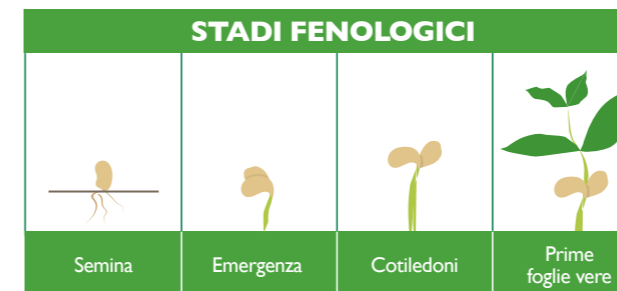 STADI FENOLOGICI
Semina
Emergenza
Cotiledoni
Prime
foglie vere